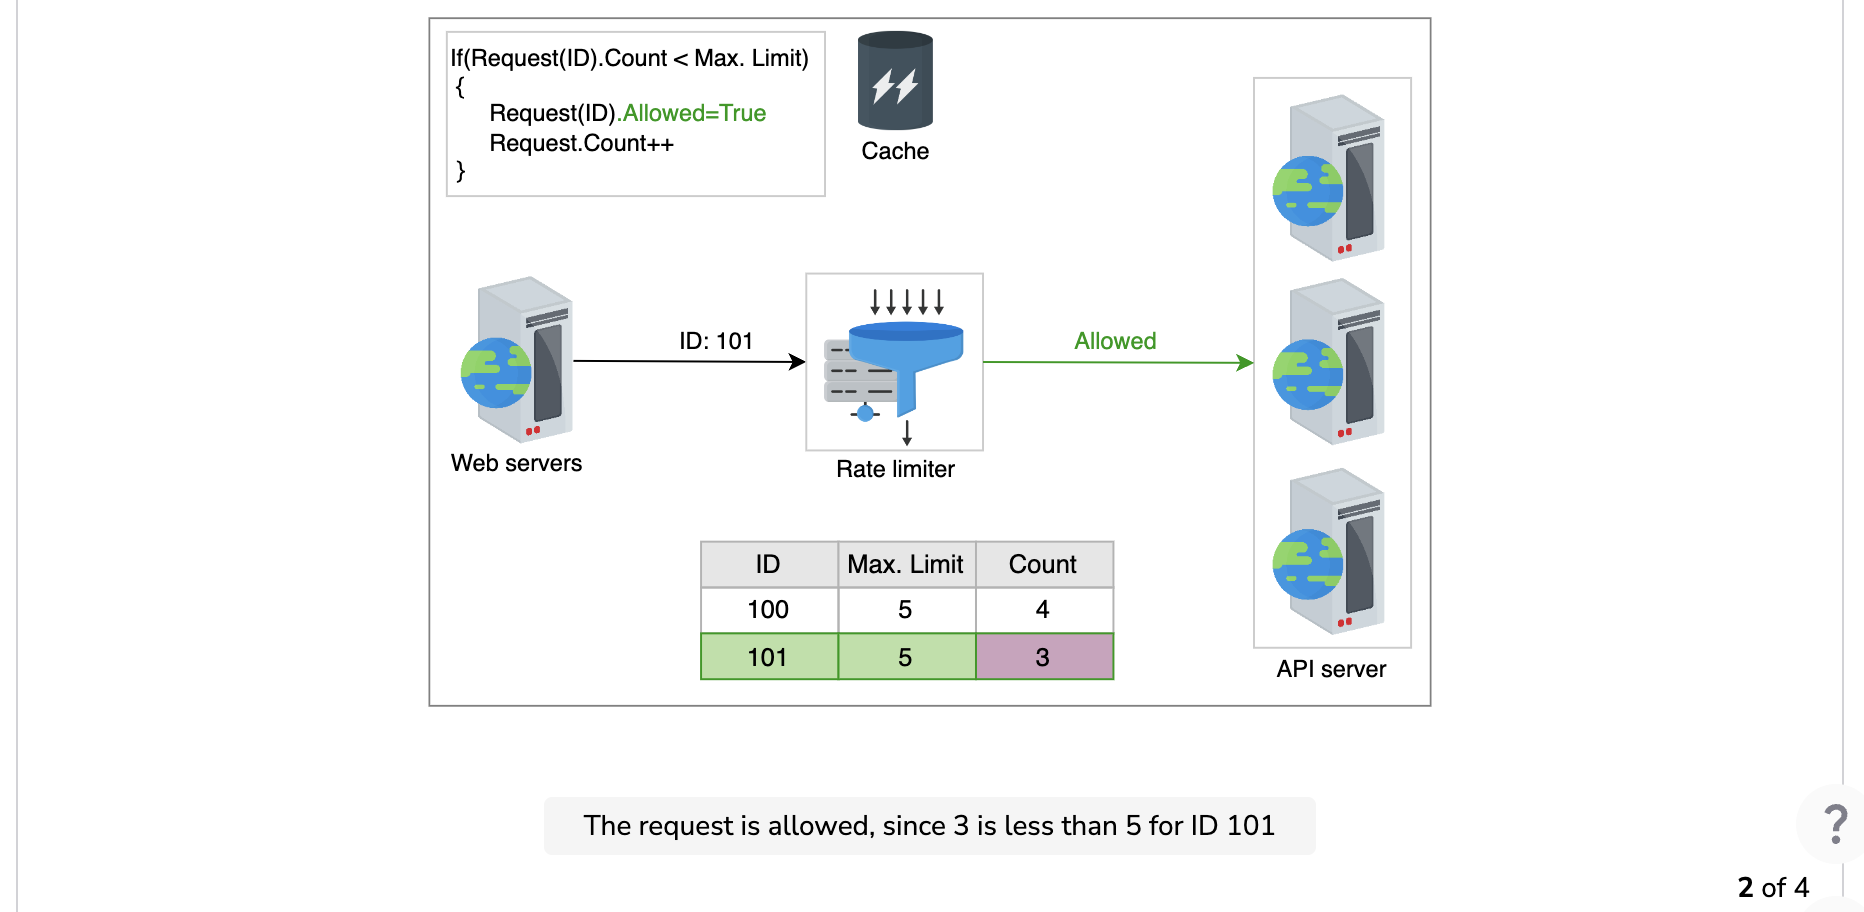 If(Request(ID).Count < Max. Limit)
{
Request(ID).Allowed=True
Request.Count++
}
Cache
ID: 101
Allowed
Web servers
Rate limiter
ID Max. Limit Count
100 5 4
101 5 3
API server
The request is allowed, since 3 is less than 5 for ID 101
?
2 of 4